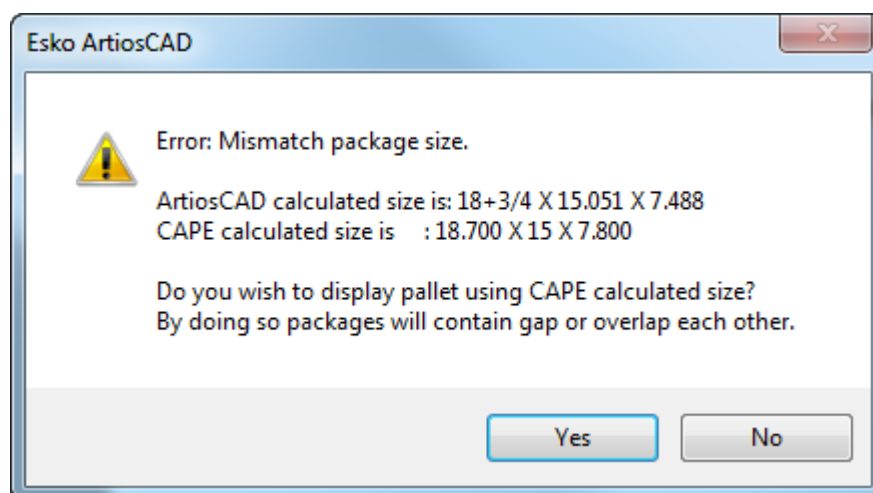 Esko ArtiosCAD
Error: Mismatch package size.
ArtiosCAD calculated size is: 18+3/4 X 15.051 X 7.488
CAPE calculated size is : 18.700 X 15 X 7.800
Do you wish to display pallet using CAPE calculated size?
By doing so packages will contain gap or overlap each other.
Yes
No